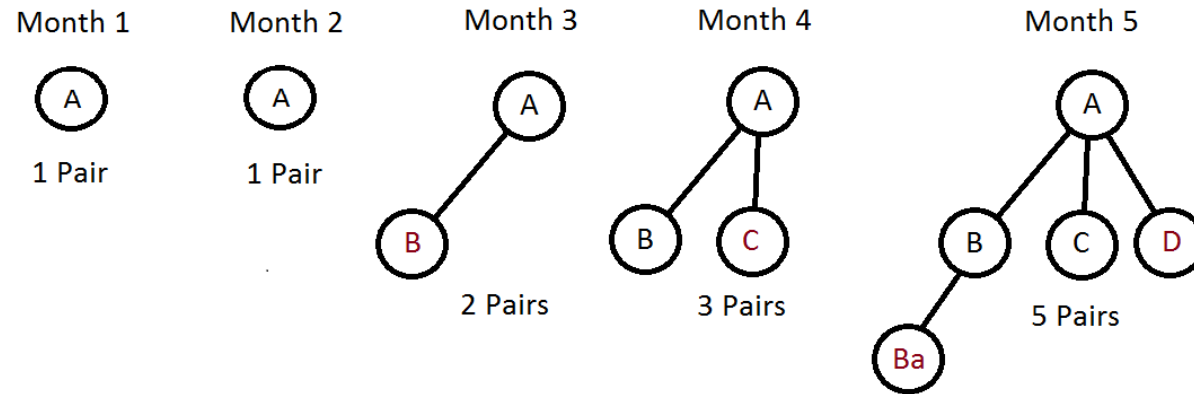 Month 1
Month 2
Month 3
Month 4
Month 5
A
A
A
A
A
1 Pair
1 Pair
B
B
C
B
C
D
2 Pairs
3 Pairs
5 Pairs
Ba